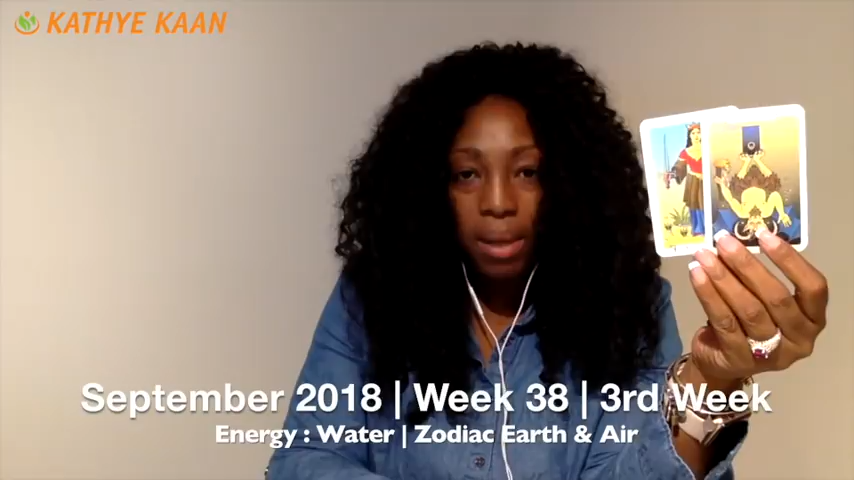 KATHYE KAAN
September 2018 | Week 38 | 3rd Week
Energy : Water | Zodiac Earth & Air